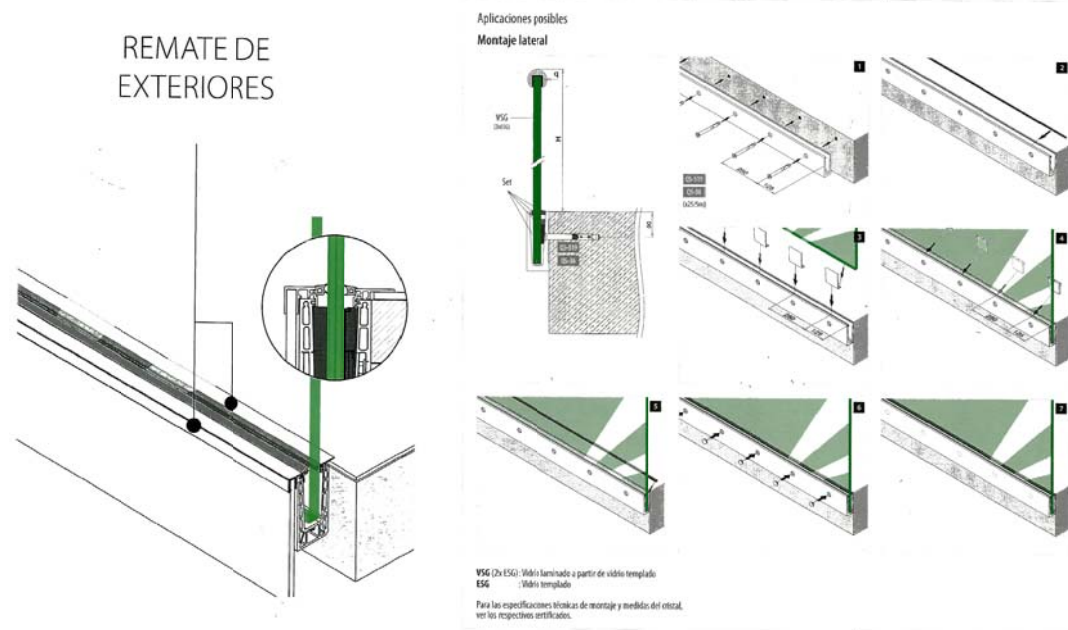 REMATE DE
EXTERIORES
Aplicaciones posibles
Montaje lateral
b
VSG
H
Set
1
2
3
4
5
6
7
VSG (2x ESG) : Vidrio laminado a partir de vidrio templado
ESG : Vidrio templado
Para las especificaciones técnicas de montaje y medidas del cristal,
ver los respectivos certificados.